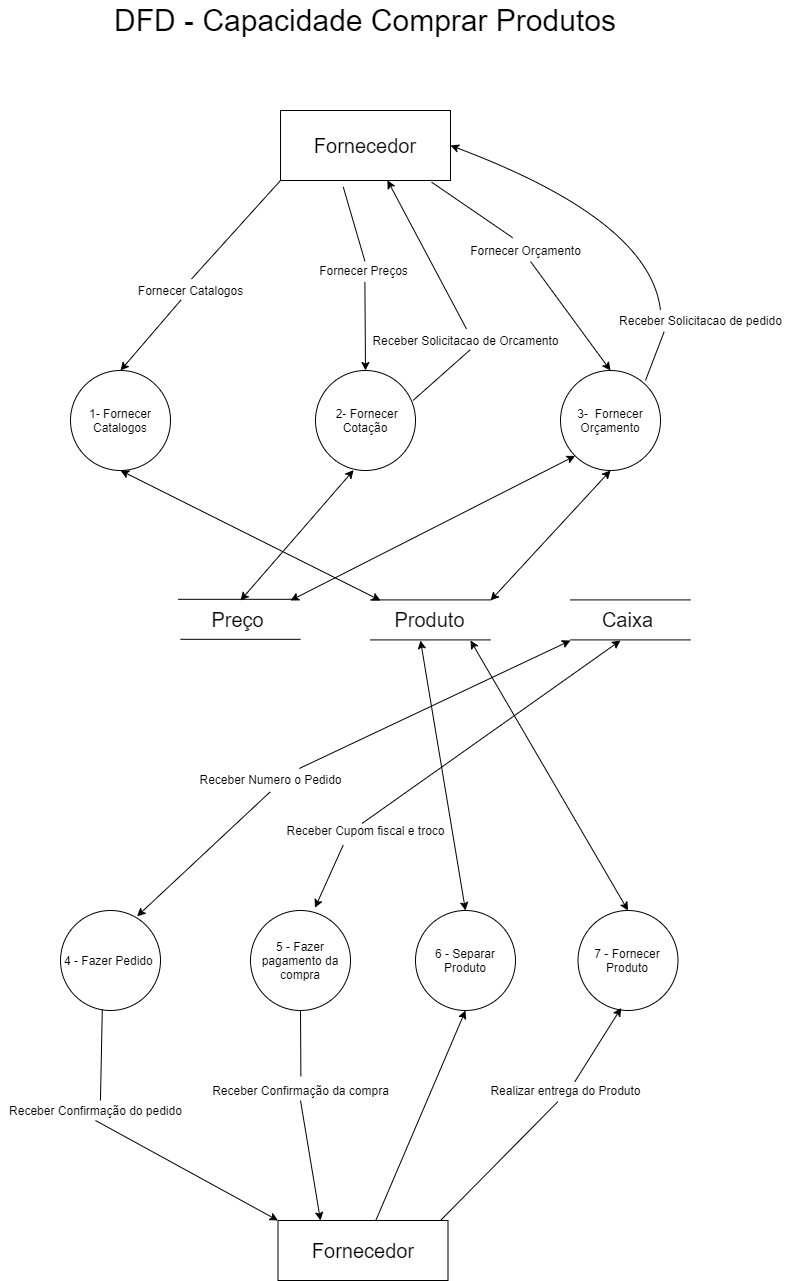 DFD - Capacidade Comprar Produtos
Fornecedor
Fornecer Orçamento
Fornecer Preços
Fornecer Catalogos
Receber Solicitacao de pedido
Receber Solicitacao de Orcamento
1- Fornecer
Catalogos
2- Fornecer
Cotação
3- Fornecer
Orçamento
Preço
Produto
Caixa
Receber Numero o Pedido
Receber Cupom fiscal e troco
4 - Fazer Pedido
5 - Fazer
pagamento da
compra
6 - Separar
Produto
7 - Fornecer
Produto
Receber Confirmação do pedido
Receber Confirmação da compra
Realizar entrega do Produto
Fornecedor